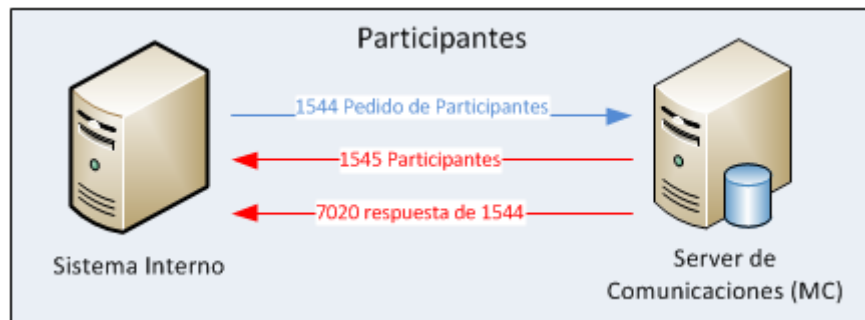 Participantes
1544 Pedido de Participantes
1545 Participantes
7020 respuesta de 1544
Sistema Interno
Server de
Comunicaciones (MC)